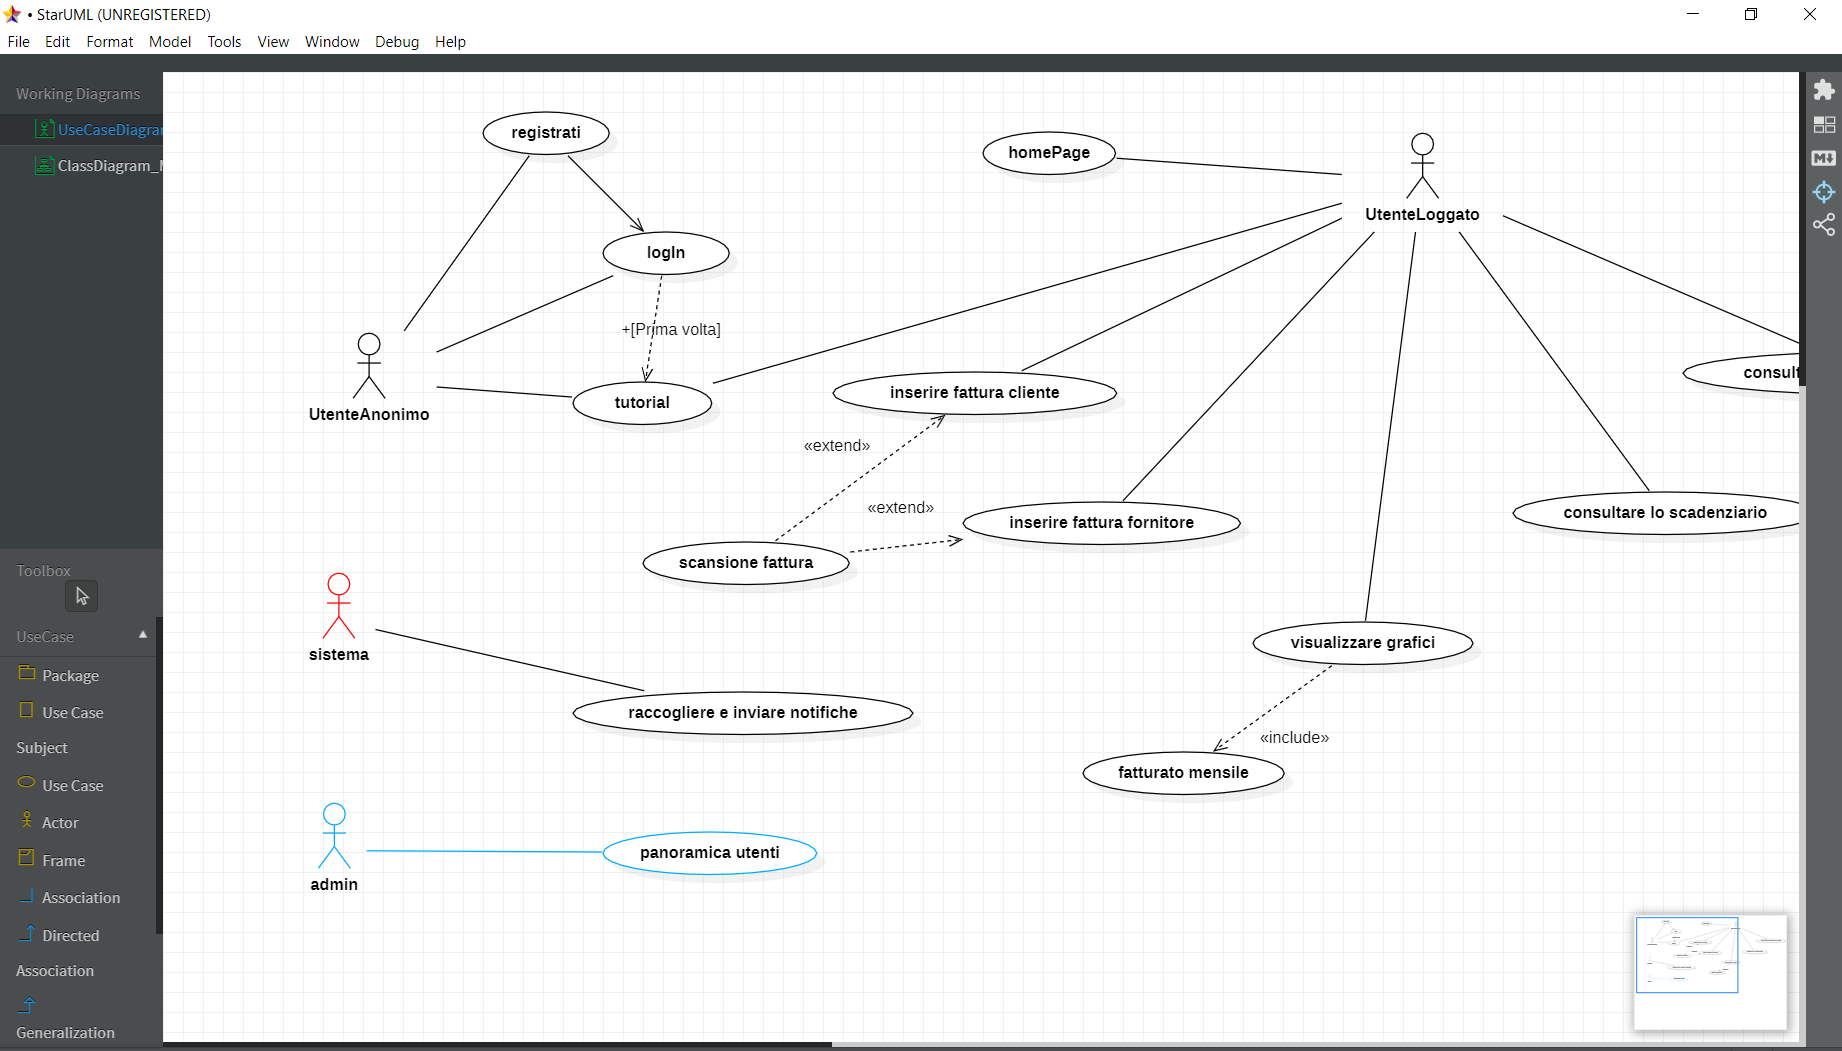 • StarUML (UNREGISTERED)
File Edit Format Model Tools View Window Debug Help
Working Diagrams
UseCaseDiagra
ClassDiagram_
Toolbox
UseCase
Package
Use Case
Subject
Use Case
Actor
Frame
Association
Directed
Association
Generalization
registrati
homePage
UtenteLoggato
logIn
+[Prima volta]
UtenteAnonimo
tutorial
inserire fattura cliente
consult
«extend»
«extend»
inserire fattura fornitore
consultare lo scadenziario
scansione fattura
sistema
visualizzare grafici
raccogliere e inviare notifiche
«include»
fatturato mensile
panoramica utenti
admin